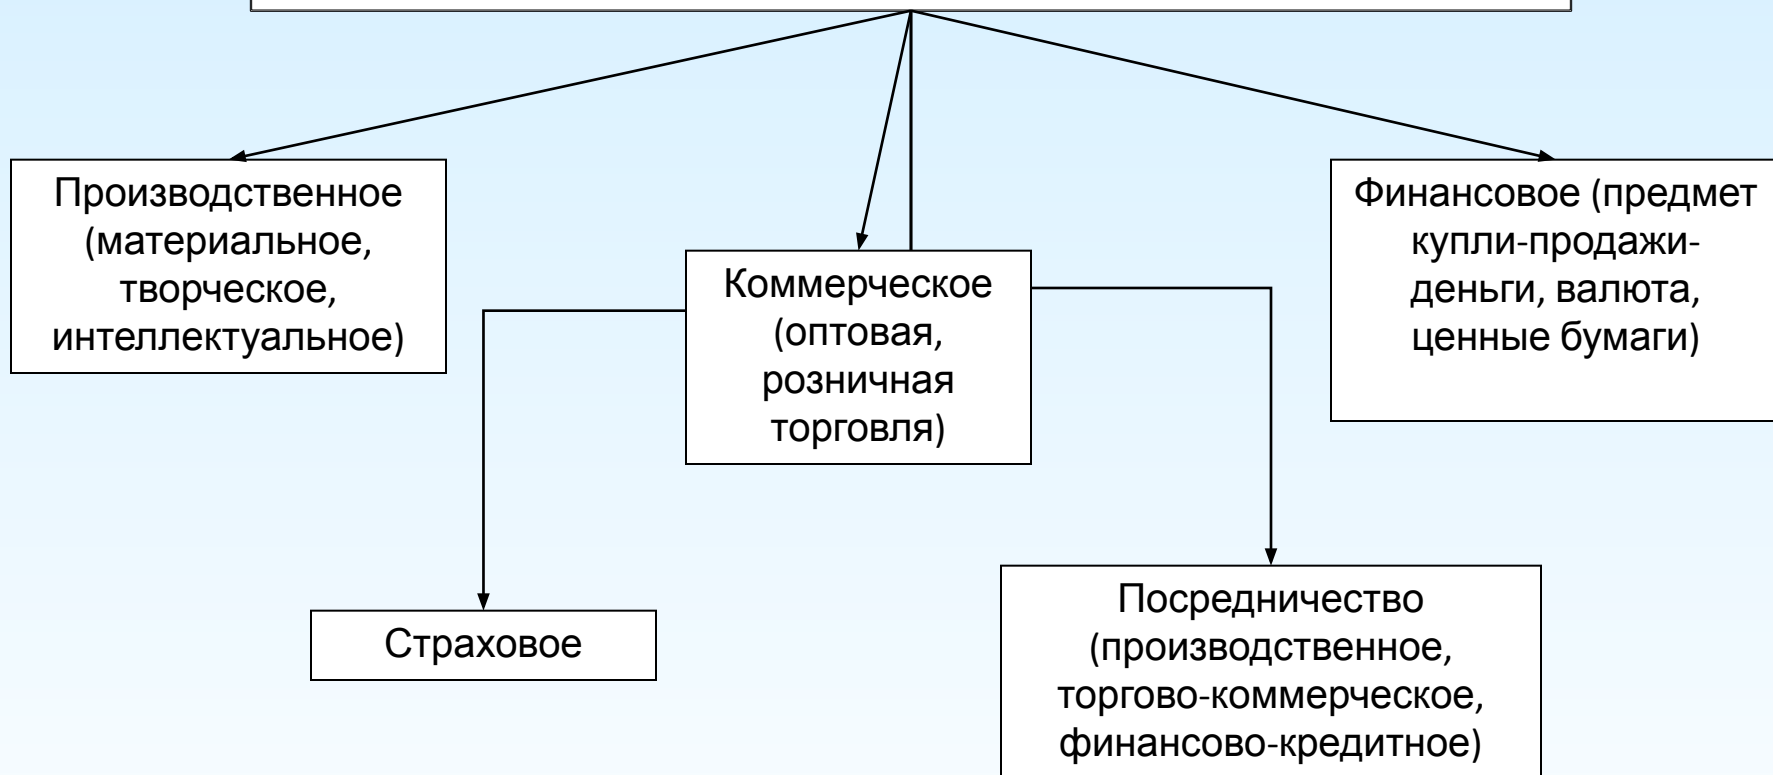 Производственное
(материальное,
творческое,
интеллектуальное)
Коммерческое
(оптовая,
розничная
торговля)
Финансовое (предмет
купли-продажи-
деньги, валюта,
ценные бумаги)
Страховое
Посредничество
(производственное,
торгово-коммерческое,
финансово-кредитное)